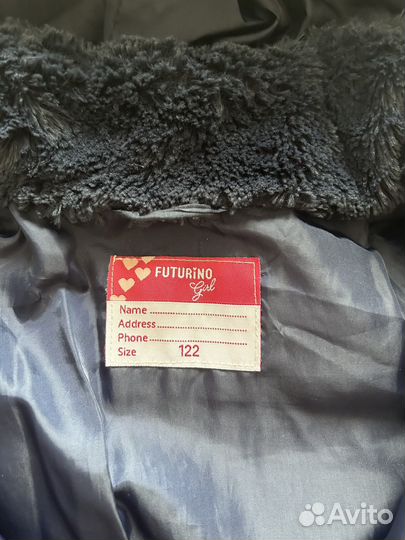 FUTURiNO
Girl
Name..........................
Address......................
Phone........................
Size 122
Avito